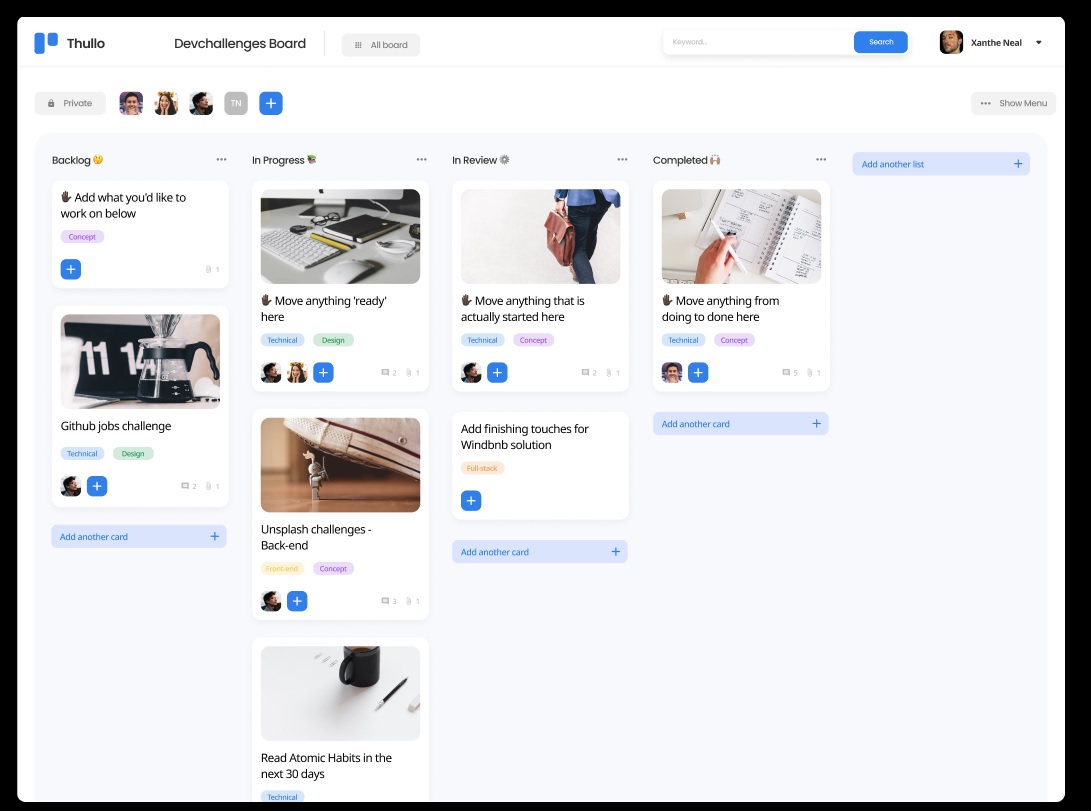 Thullo
Devchallenges Board
All board
Keyword...
Search
Xanthe Neal
Private
TN
Show Menu
Backlog 🤔
✋🏿 Add what you'd like to
work on below
Concept
1
11 14
Github jobs challenge
Technical
Design
2
1
Add another card
In Progress 📚
✋🏿 Move anything 'ready'
here
Technical
Design
2
1
Unsplash challenges -
Back-end
Front-end
Concept
3
1
Read Atomic Habits in the
next 30 days
Technical
In Review ⚙️
✋🏿 Move anything that is
actually started here
Technical
Concept
2
1
Add finishing touches for
Windbnb solution
Full-stack
Add another card
Completed 🙌🏽
✋🏿 Move anything from
doing to done here
Technical
Concept
5
1
Add another card
Add another list